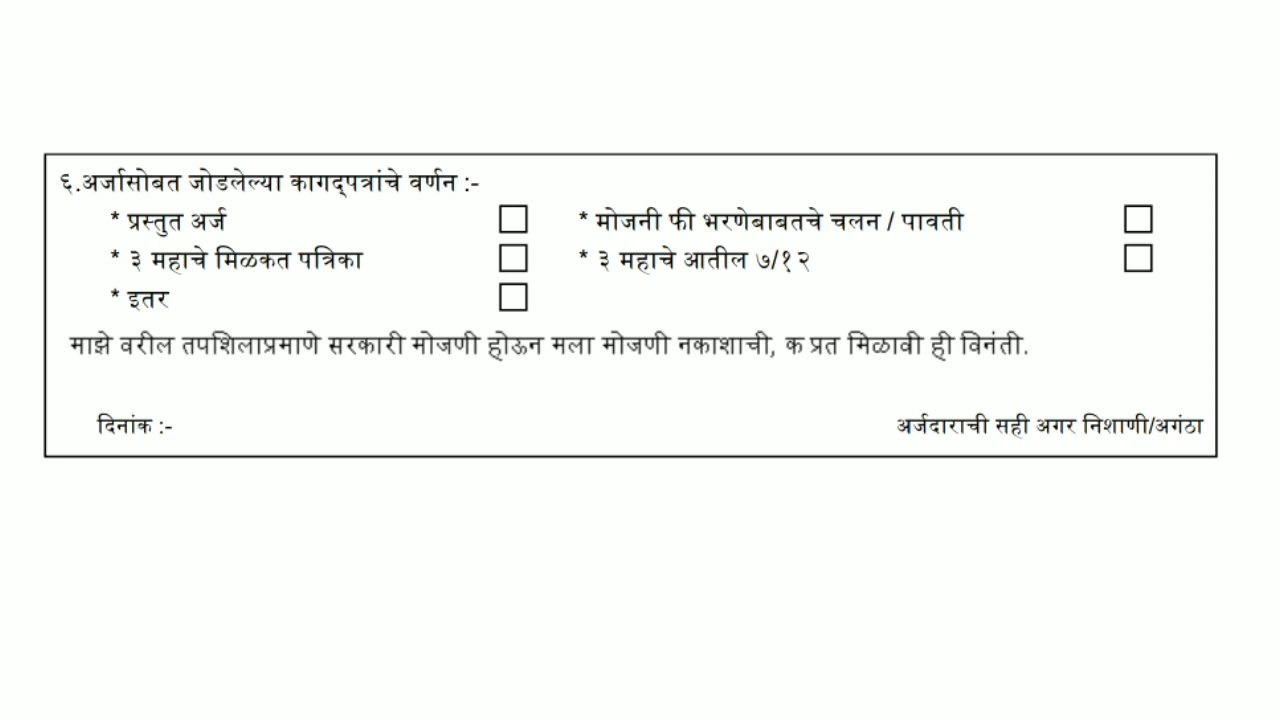 ६.अर्जासोबत जोडलेल्या कागद्पत्रांचे वर्णन :-
* प्रस्तुत अर्ज * मोजनी फी भरणेबाबतचे चलन / पावती
* ३ महाचे मिळकत पत्रिका * ३ महाचे आतील ७/१२
* इतर
माझे वरील तपशिलाप्रमाणे सरकारी मोजणी होऊन मला मोजणी नकाशाची, क प्रत मिळावी ही विनंती.
दिनांक :- अर्जदाराची सही अगर निशाणी/अगंठा